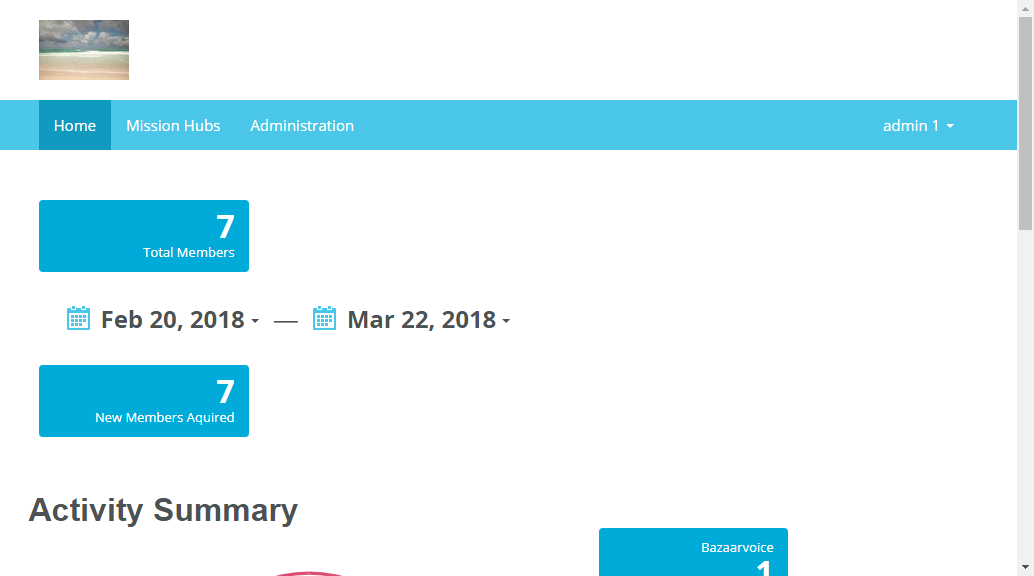 Home Mission Hubs Administration admin 1
7
Total Members
Feb 20, 2018 — Mar 22, 2018
7
New Members Aquired
Activity Summary
Bazaarvoice
1